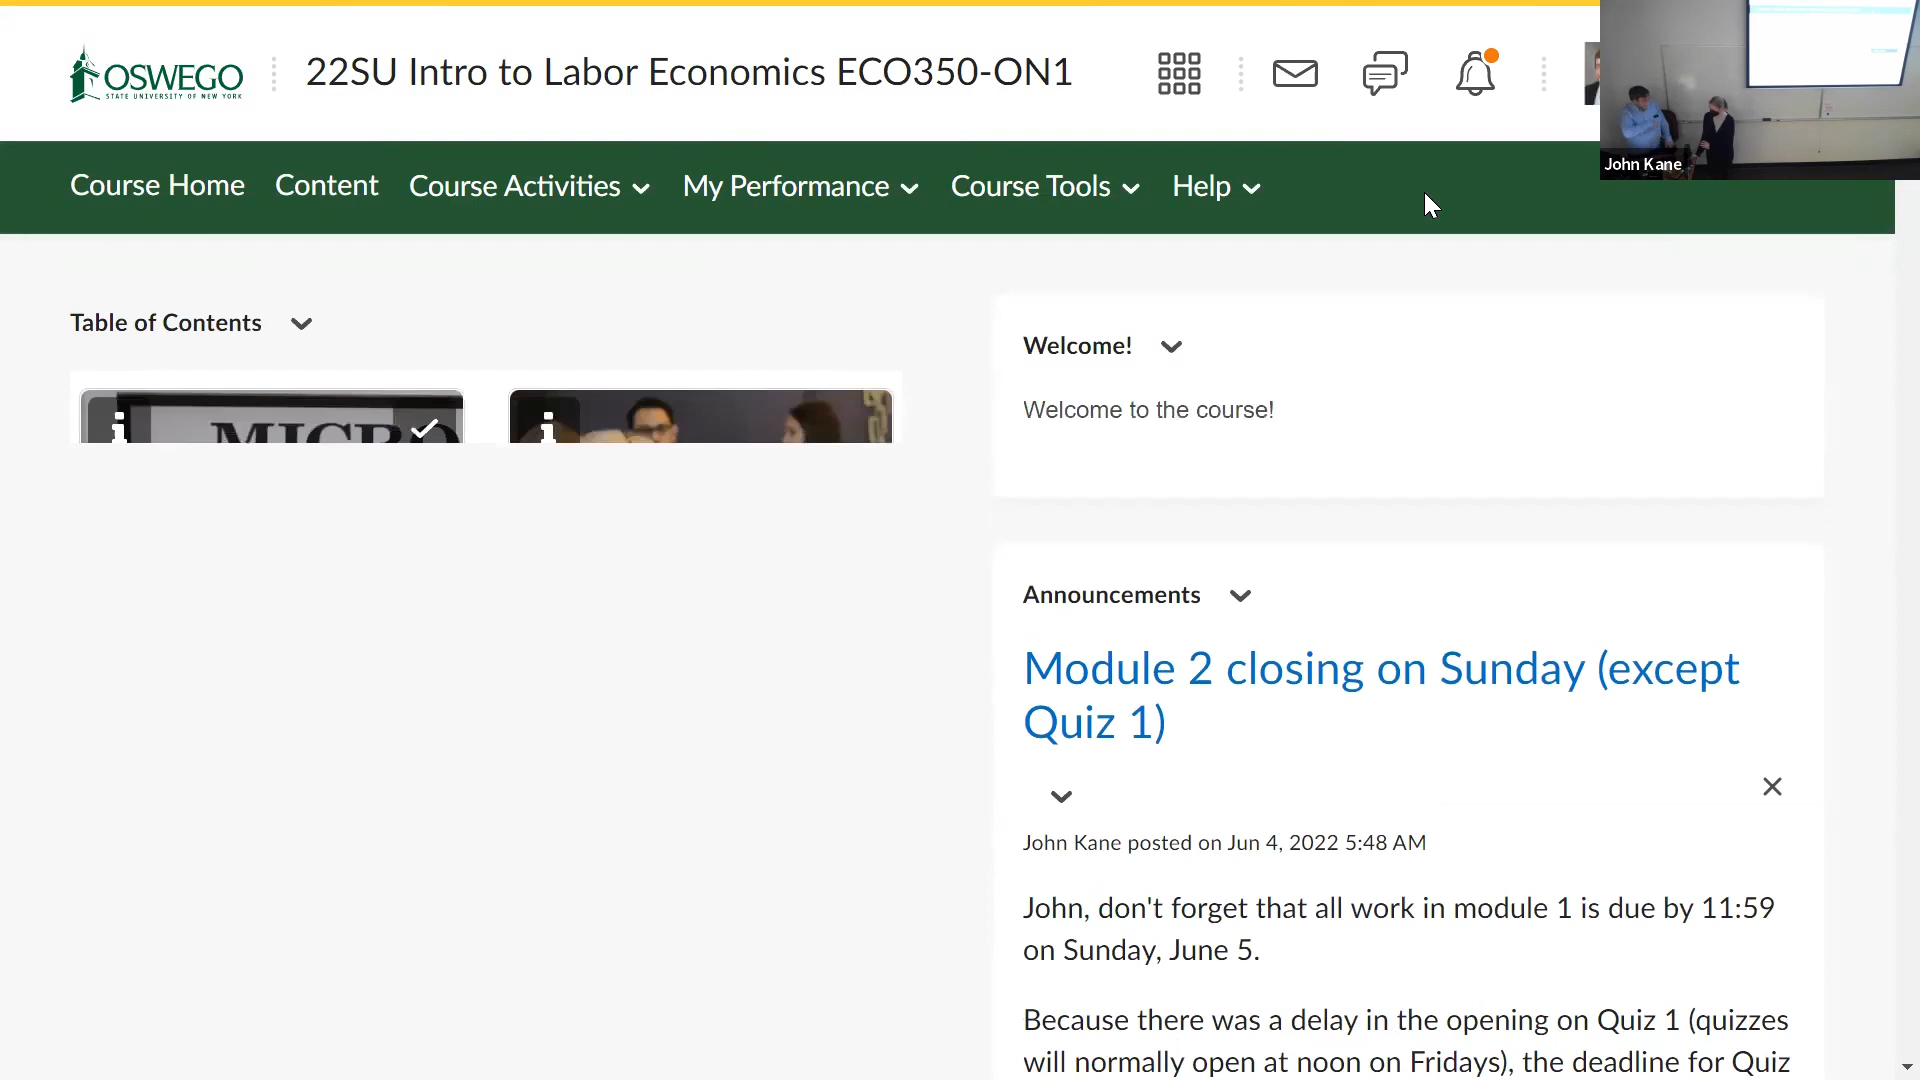 OSWEGO
STATE UNIVERSITY OF NEW YORK
22SU Intro to Labor Economics ECO350-ON1
John Kane
Course Home Content Course Activities My Performance Course Tools Help
Table of Contents
MICRO
Welcome!
Welcome to the course!
Announcements
Module 2 closing on Sunday (except
Quiz 1)
John Kane posted on Jun 4, 2022 5:48 AM
John, don't forget that all work in module 1 is due by 11:59
on Sunday, June 5.
Because there was a delay in the opening on Quiz 1 (quizzes
will normally open at noon on Fridays), the deadline for Quiz